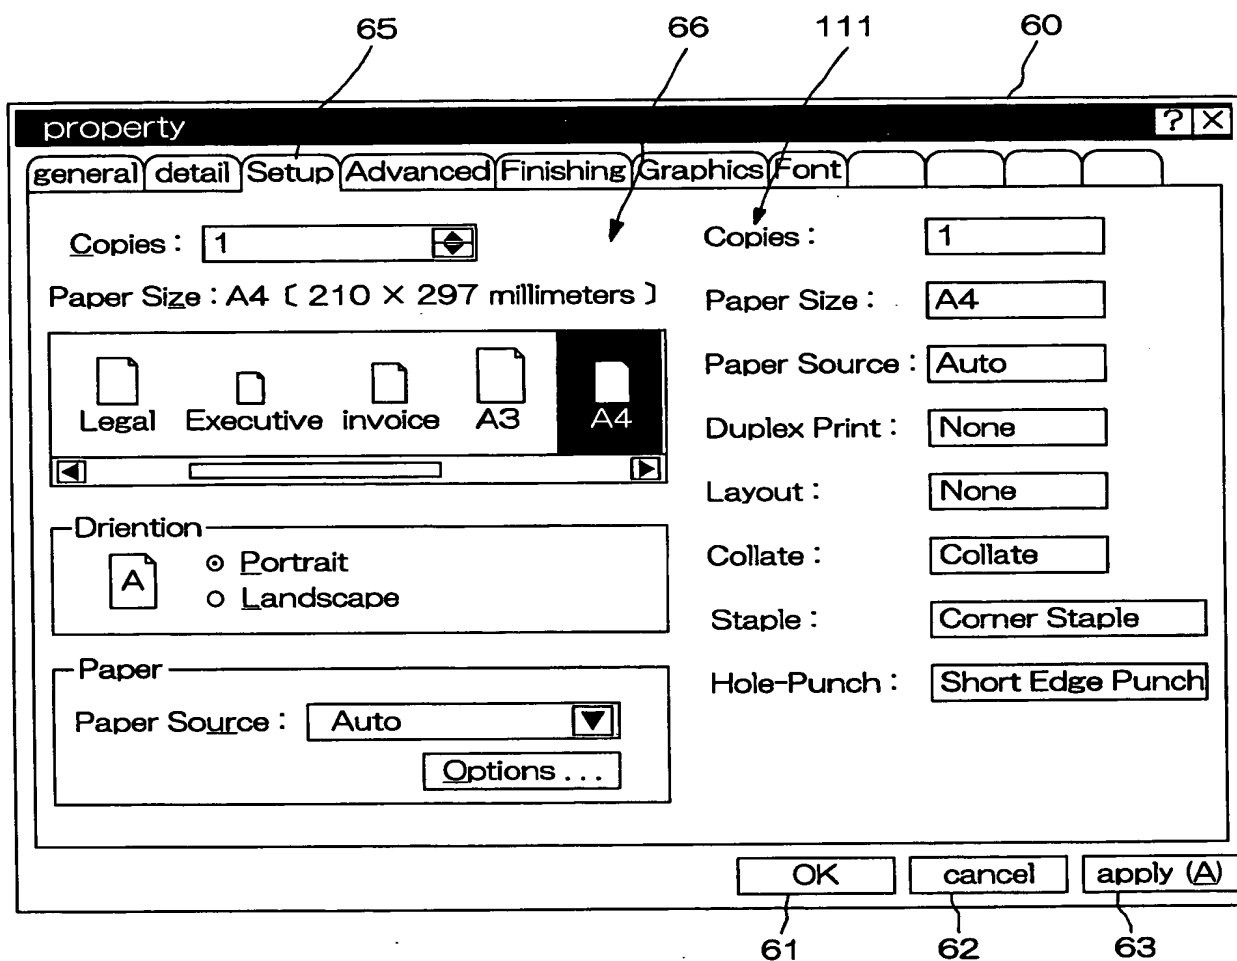 65 66 111 60
property ? X
general detail Setup Advanced Finishing Graphics Font
Copies : 1
Paper Size : A4 ( 210 X 297 millimeters )
Legal Executive invoice A3 A4
Driention
A
Portrait
Landscape
Paper
Paper Source : Auto
Options ...
Copies : 1
Paper Size : A4
Paper Source : Auto
Duplex Print : None
Layout : None
Collate : Collate
Staple : Corner Staple
Hole-Punch : Short Edge Punch
OK cancel apply (A)
61 62 63